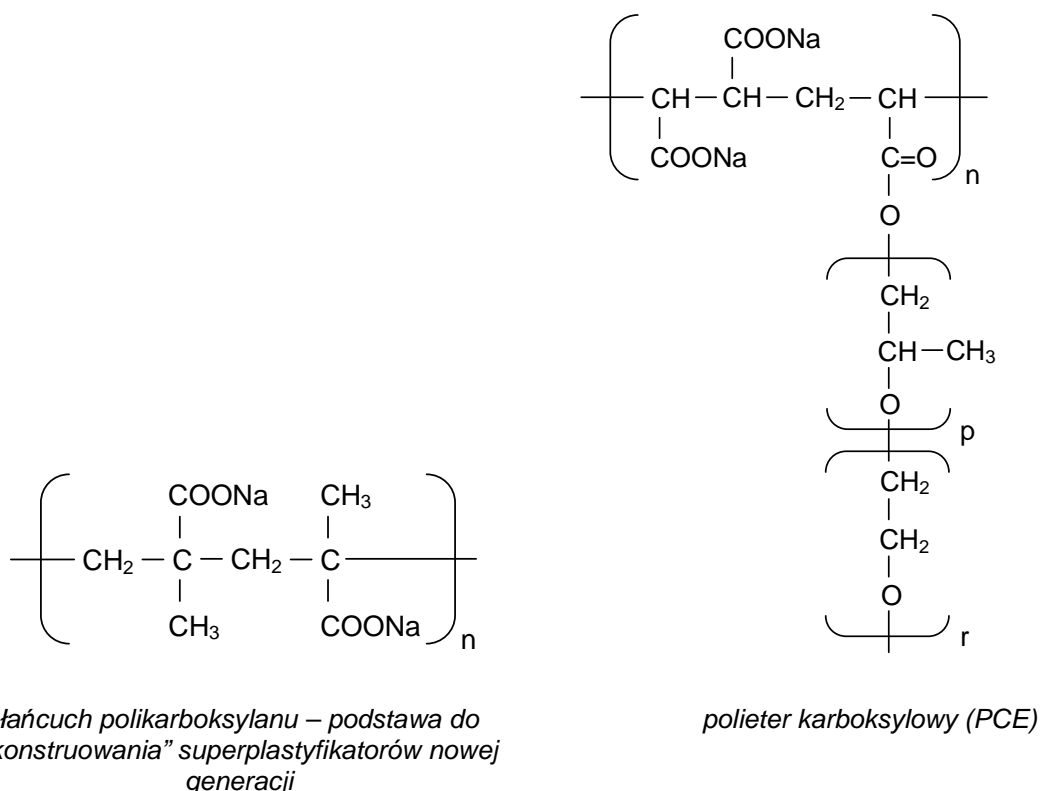 COONa
CH—CH—CH₂—CH
COONa C=O
n
O
CH₂
CH—CH₃
O
p
CH₂
CH₂
O
r
COONa CH₃
CH₂—C—CH₂—C
CH₃ COONa
n
łańcuch polikarboksylanu – podstawa do
konstruowania” superplastyfikatorów nowej
generacji
polieter karboksylowy (PCE)